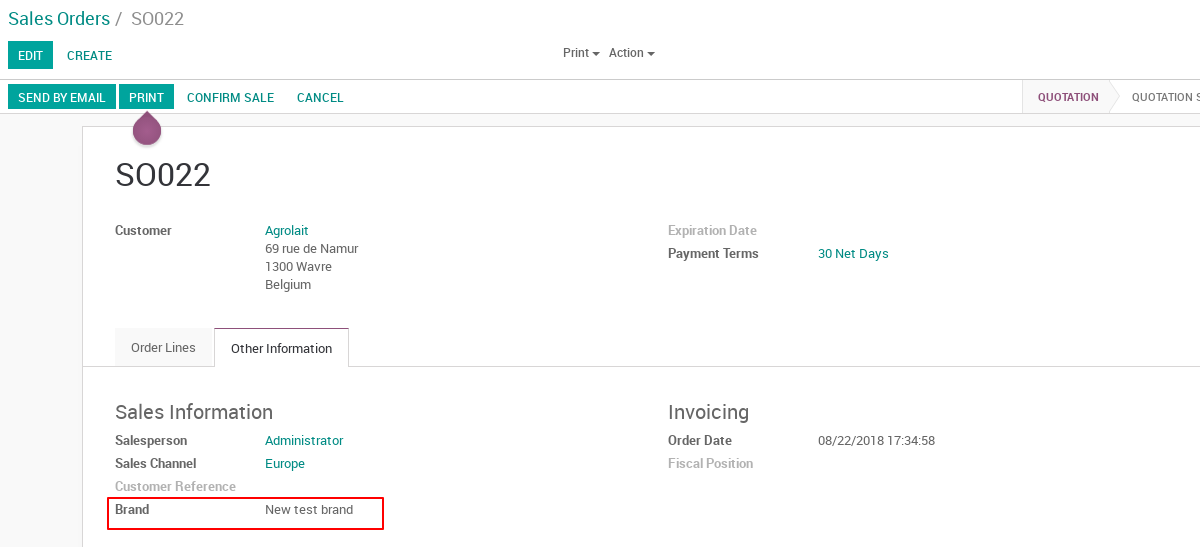 Sales Orders / SO022
EDIT CREATE Print Action
SEND BY EMAIL PRINT CONFIRM SALE CANCEL QUOTATION QUOTATION S
SO022
Customer Agrolait Expiration Date
69 rue de Namur Payment Terms 30 Net Days
1300 Wavre
Belgium
Order Lines Other Information
Sales Information Invoicing
Salesperson Administrator Order Date 08/22/2018 17:34:58
Sales Channel Europe Fiscal Position
Customer Reference
Brand New test brand